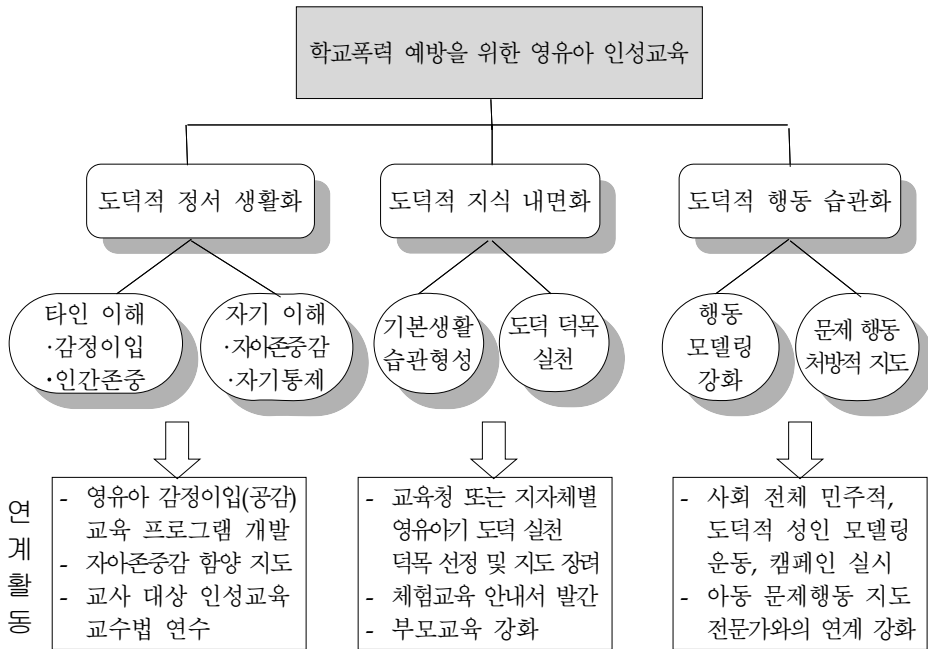 학교폭력 예방을 위한 영유아 인성교육
도덕적 정서 생활화
도덕적 지식 내면화
도덕적 행동 습관화
타인 이해
·감정이입
·인간존중
자기 이해
·자아존중감
·자기통제
기본생활
습관형성
도덕 덕목
실천
행동
모델링
강화
문제 행동
처방적 지도
연계활동
- 영유아 감정이입(공감)
교육 프로그램 개발
- 자아존중감 함양 지도
- 교사 대상 인성교육
교수법 연수
- 교육청 또는 지자체별
영유아기 도덕 실천
덕목 선정 및 지도 장려
- 체험교육 안내서 발간
- 부모교육 강화
- 사회 전체 민주적,
도덕적 성인 모델링
운동, 캠페인 실시
- 아동 문제행동 지도
전문가와의 연계 강화